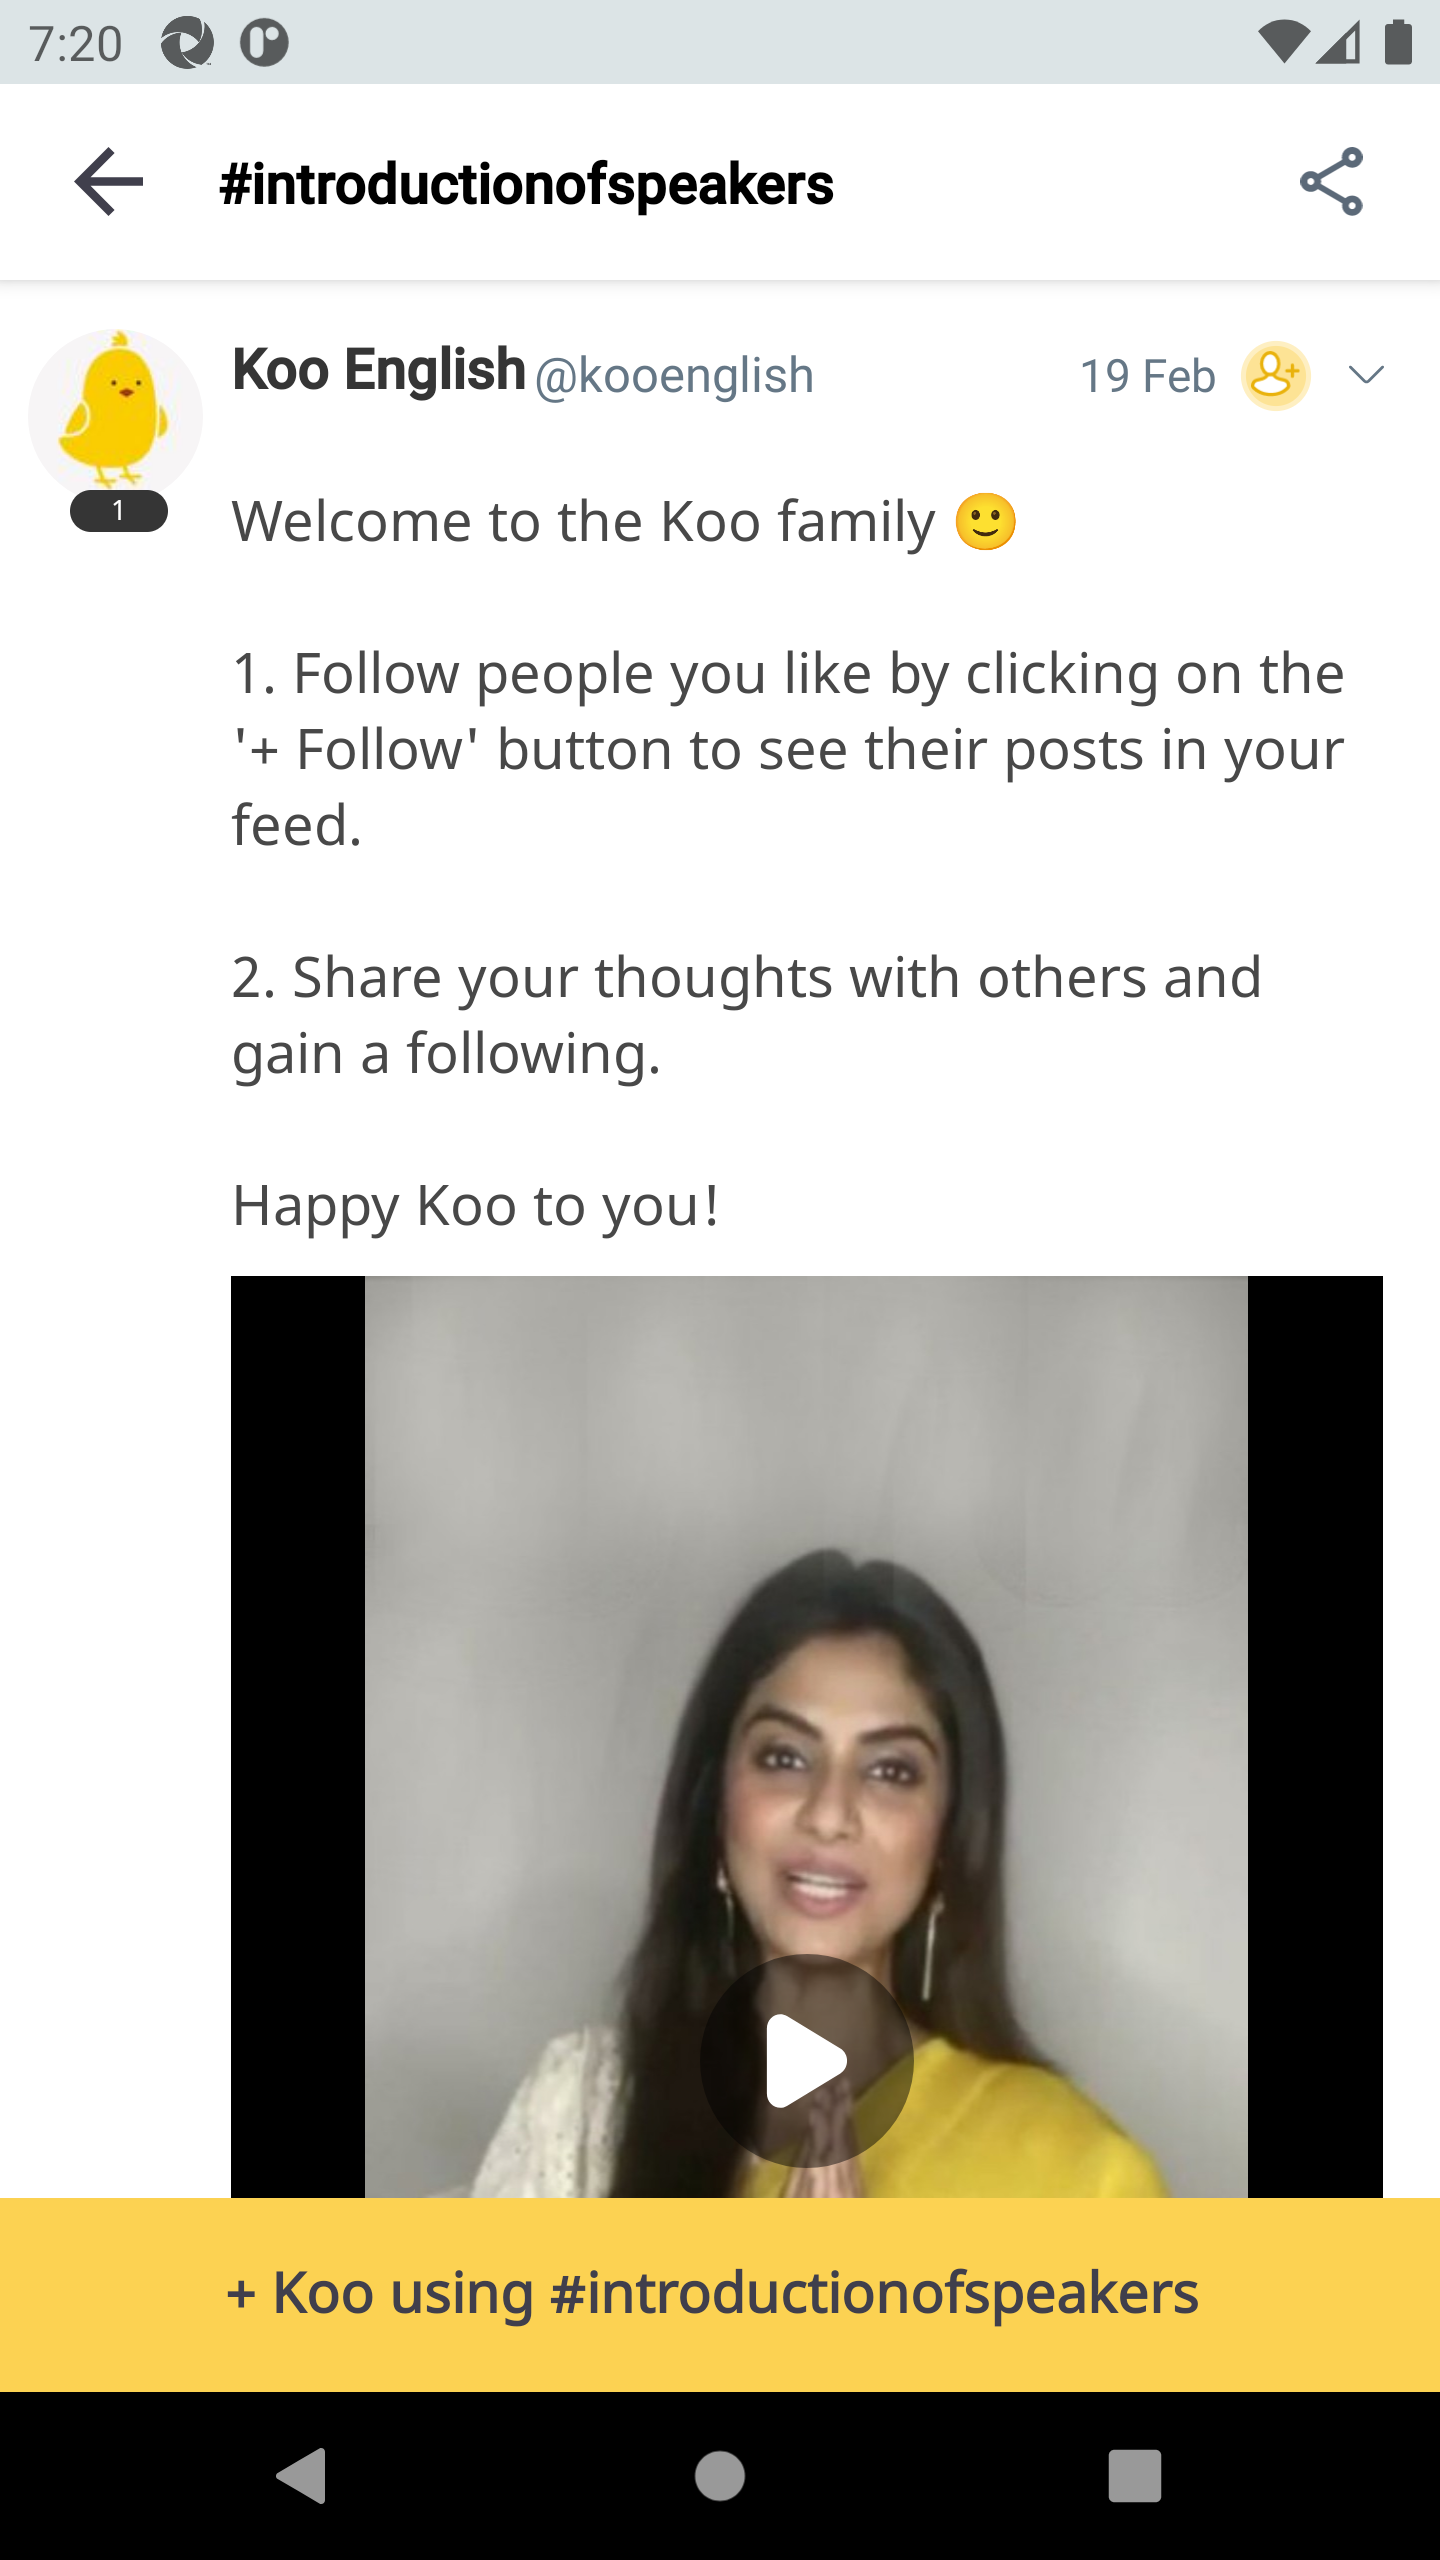 7:20
#introductionofspeakers
Koo English @kooenglish 19 Feb
1
Welcome to the Koo family 🙂
1. Follow people you like by clicking on the
'+ Follow' button to see their posts in your
feed.
2. Share your thoughts with others and
gain a following.
Happy Koo to you!
+ Koo using #introductionofspeakers